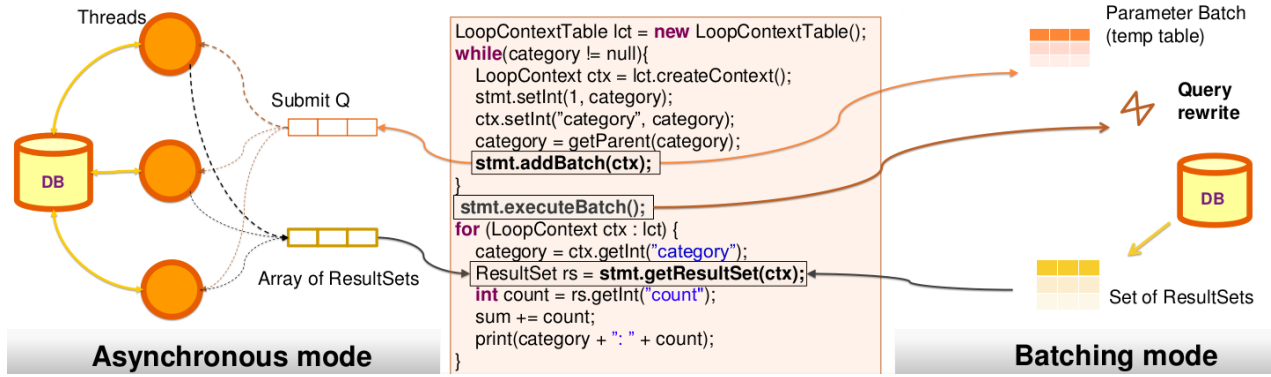 Threads
Submit Q
DB
Array of ResultSets
Asynchronous mode
LoopContextTable lct = new LoopContextTable();
while(category != null){
LoopContext ctx = lct.createContext();
stmt.setInt(1, category);
ctx.setInt("category", category);
category = getParent(category);
stmt.addBatch(ctx);
}
stmt.executeBatch();
for (LoopContext ctx : lct) {
category = ctx.getInt("category");
ResultSet rs = stmt.getResultSet(ctx);
int count = rs.getInt("count");
sum += count;
print(category + ": " + count);
}
Parameter Batch
(temp table)
Query
rewrite
DB
Set of ResultSets
Batching mode